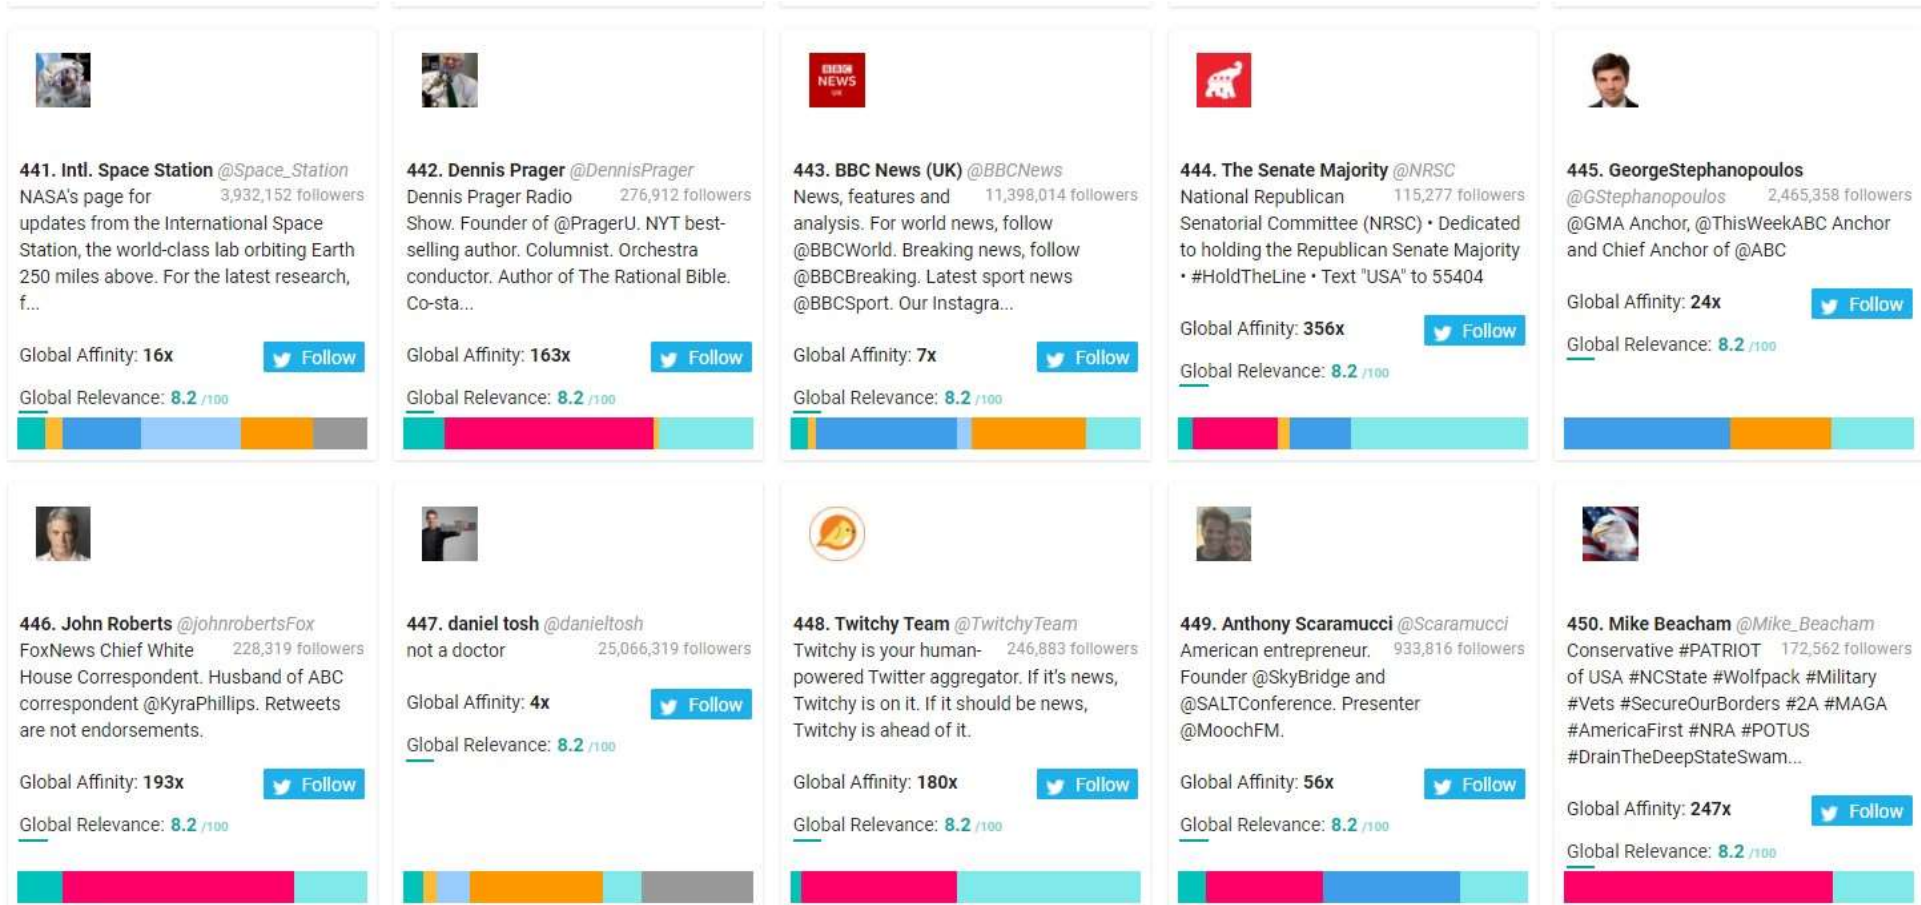 BBC
NEWS
UK
441. Intl. Space Station @Space_Station
NASA's page for 3,932,152 followers
updates from the International Space
Station, the world-class lab orbiting Earth
250 miles above. For the latest research,
f...
Global Affinity: 16x
Follow
Global Relevance: 8.2 /100
442. Dennis Prager @DennisPrager
Dennis Prager Radio 276,912 followers
Show. Founder of @PragerU. NYT best-
selling author. Columnist. Orchestra
conductor. Author of The Rational Bible.
Co-sta...
Global Affinity: 163x
Follow
Global Relevance: 8.2 /100
443. BBC News (UK) @BBCNews
News, features and 11,398,014 followers
analysis. For world news, follow
@BBCWorld. Breaking news, follow
@BBCBreaking. Latest sport news
@BBCSport. Our Instagra...
Global Affinity: 7x
Follow
Global Relevance: 8.2 /100
444. The Senate Majority @NRSC
National Republican 115,277 followers
Senatorial Committee (NRSC) • Dedicated
to holding the Republican Senate Majority
• #HoldTheLine • Text "USA" to 55404
Global Affinity: 356x
Follow
Global Relevance: 8.2 /100
445. GeorgeStephanopoulos
@GStephanopoulos 2,465,358 followers
@GMA Anchor, @ThisWeekABC Anchor
and Chief Anchor of @ABC
Global Affinity: 24x
Follow
Global Relevance: 8.2 /100
446. John Roberts @johnrobertsFox
FoxNews Chief White 228,319 followers
House Correspondent. Husband of ABC
correspondent @KyraPhillips. Retweets
are not endorsements.
Global Affinity: 193x
Follow
Global Relevance: 8.2 /100
447. daniel tosh @danieltosh
not a doctor 25,066,319 followers
Global Affinity: 4x
Follow
Global Relevance: 8.2 /100
448. Twitchy Team @TwitchyTeam
Twitchy is your human- 246,883 followers
powered Twitter aggregator. If it's news,
Twitchy is on it. If it should be news,
Twitchy is ahead of it.
Global Affinity: 180x
Follow
Global Relevance: 8.2 /100
449. Anthony Scaramucci @Scaramucci
American entrepreneur. 933,816 followers
Founder @SkyBridge and
@SALTConference. Presenter
@MoochFM.
Global Affinity: 56x
Follow
Global Relevance: 8.2 /100
450. Mike Beacham @Mike_Beacham
Conservative #PATRIOT 172,562 followers
of USA #NCState #Wolfpack #Military
#Vets #SecureOurBorders #2A #MAGA
#AmericaFirst #NRA #POTUS
#DrainTheDeepStateSwam...
Global Affinity: 247x
Follow
Global Relevance: 8.2 /100